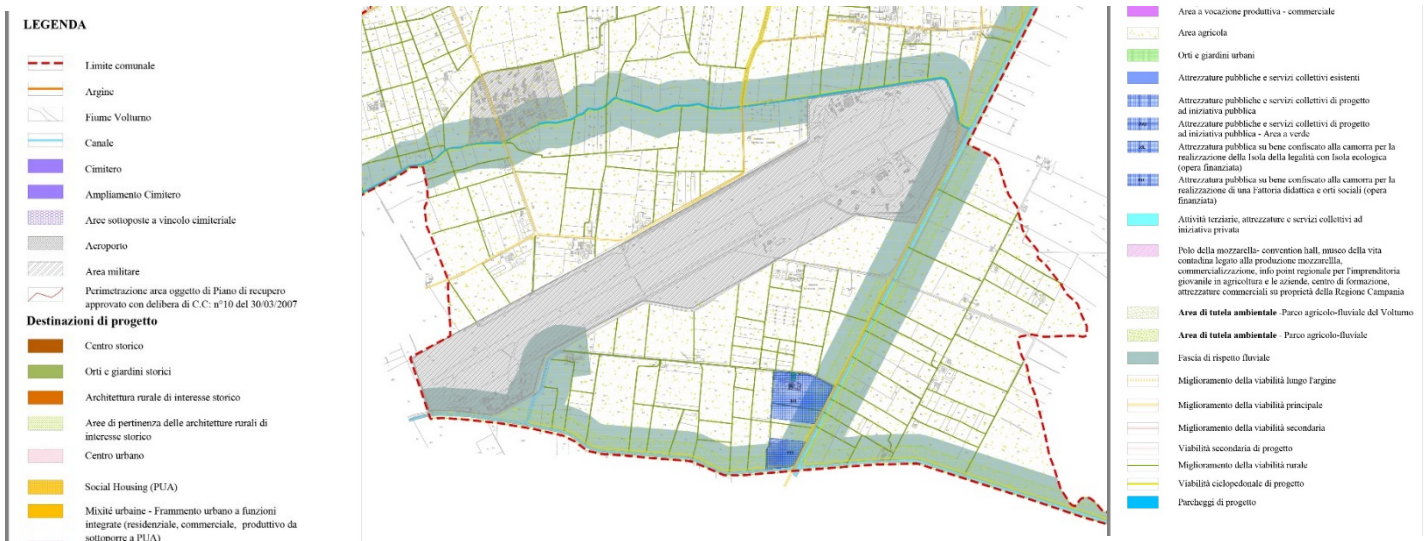 LEGENDA
Limite comunale
Argine
Fiume Volturno
Canale
Cimitero
Ampliamento Cimitero
Aree sottoposte a vincolo cimiteriale
Aeroporto
Area militare
Perimetrazione area oggetto di Piano di recupero
approvato con delibera di C.C: n°10 del 30/03/2007
Destinazioni di progetto
Centro storico
Orti e giardini storici
Architettura rurale di interesse storico
Aree di pertinenza delle architetture rurali di
interesse storico
Centro urbano
Social Housing (PUA)
Mixité urbaine - Frammento urbano a funzioni
integrate (residenziale, commerciale, produttivo da
sottoporre a PUA)
Area a vocazione produttiva - commerciale
Area agricola
Orti e giardini urbani
Attrezzature pubbliche e servizi collettivi esistenti
Attrezzature pubbliche e servizi collettivi di progetto
ad iniziativa pubblica
Attrezzature pubbliche e servizi collettivi di progetto
ad iniziativa pubblica - Area a verde
Attrezzatura pubblica su bene confiscato alla camorra per la
realizzazione della Isola della legalità con Isola ecologica
(opera finanziata)
Attrezzatura pubblica su bene confiscato alla camorra per la
realizzazione di una Fattoria didattica e orti sociali (opera
finanziata)
Attività terziarie, attrezzature e servizi collettivi ad
iniziativa privata
Polo della mozzarella- convention hall, museo della vita
contadina legato alla produzione mozzarellla,
commercializzazione, info point regionale per l'imprenditoria
giovanile in agricoltura e le aziende, centro di formazione,
attrezzature commerciali su proprietà della Regione Campania
Area di tutela ambientale -Parco agricolo-fluviale del Volturno
Area di tutela ambientale - Parco agricolo-fluviale
Fascia di rispetto fluviale
Miglioramento della viabilità lungo l'argine
Miglioramento della viabilità principale
Miglioramento della viabilità secondaria
Viabilità secondaria di progetto
Miglioramento della viabilità rurale
Viabilità ciclopedonale di progetto
Parcheggi di progetto